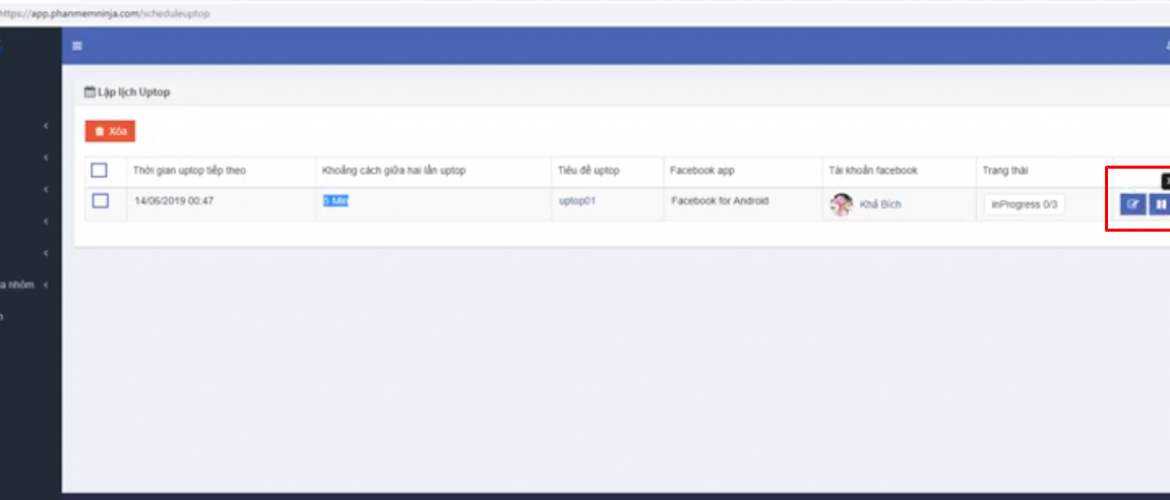 https://app.phanmemninja.com/scheduleuptop
Lập lịch Uptop
Xóa
Thời gian uptop tiếp theo Khoảng cách giữa hai lần uptop Tiêu đề uptop Facebook app Tài khoản facebook Trạng thái
14/06/2019 00:47 5 Min uptop01 Facebook for Android Khả Bích inProgress 0/3
a nhóm